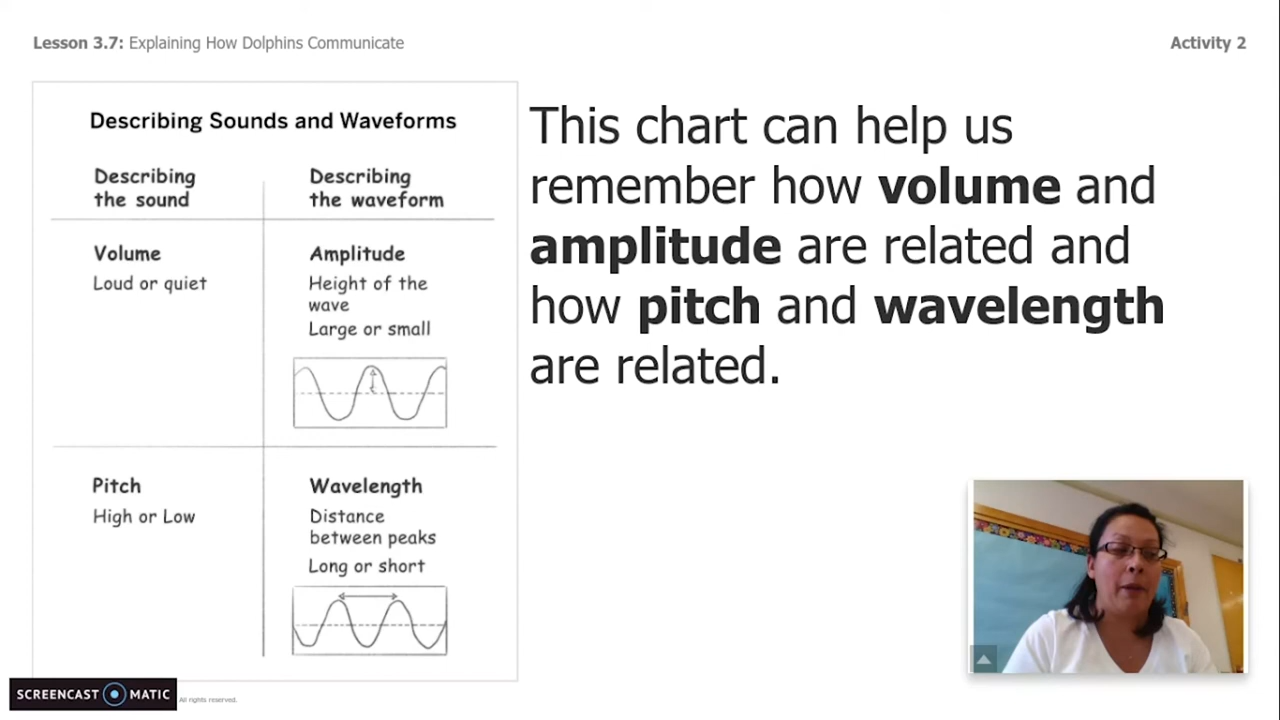 Lesson 3.7: Explaining How Dolphins Communicate
Activity 2
Describing Sounds and Waveforms
Describing
the sound
Describing
the waveform
Volume
Loud or quiet
Amplitude
Height of the
wave
Large or small
Pitch
High or Low
Wavelength
Distance
between peaks
Long or short
This chart can help us
remember how volume and
amplitude are related and
how pitch and wavelength
are related.
SCREENCAST MATIC
All rights reserved.